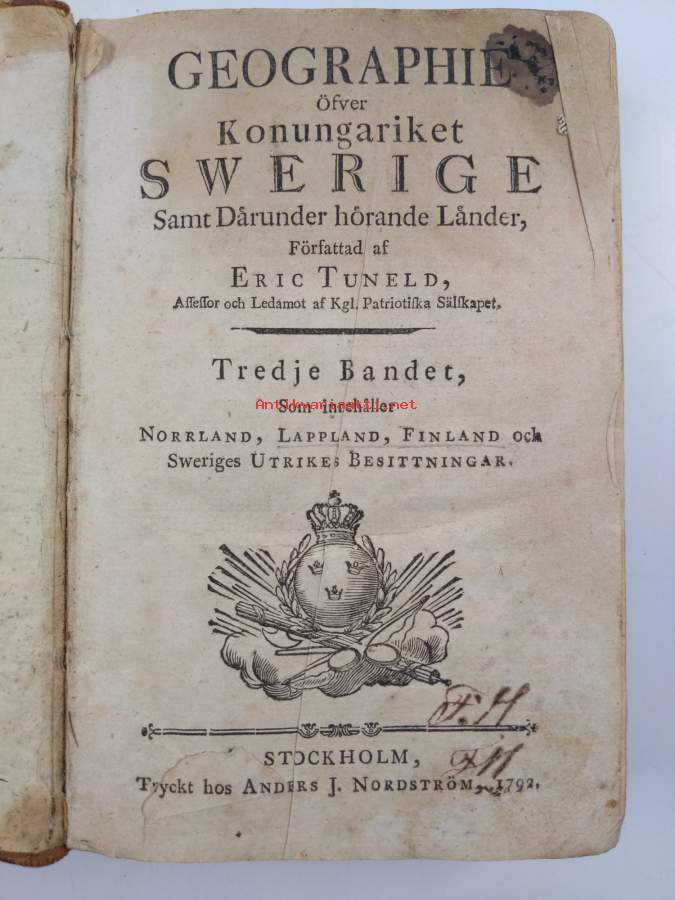 GEOGRAPHIE
Öfver
Konungariket
SWERIGE
Samt Dårunder hörande Lånder,
Författad af
ERIC TUNELD,
Aſſeſſor och Ledamot af Kgl. Patriotiſka Sälſkapet.
Tredje Bandet,
Som innehåller
Antikvariaatti.net
NORRLAND, LAPPLAND, FINLAND och
Sweriges UTRIKES BESITTNINGAR.
F. H
STOCKHOLM,
F H
Tryckt hos ANDERS J. NORDSTRÖM, 1792.